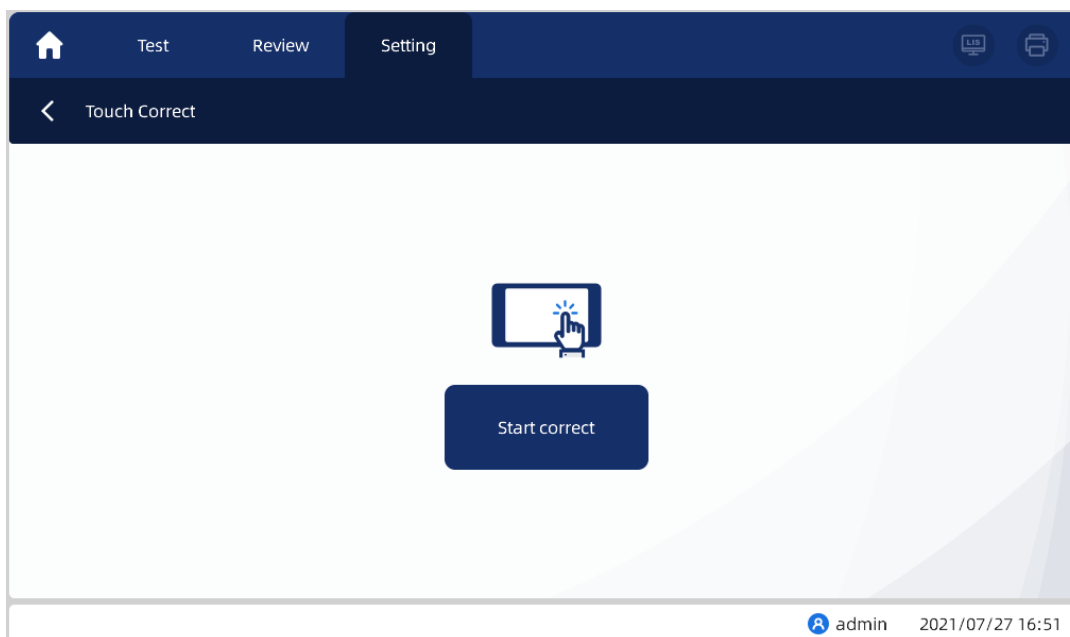 Test Review Setting LIS
Touch Correct
Start correct
admin 2021/07/27 16:51